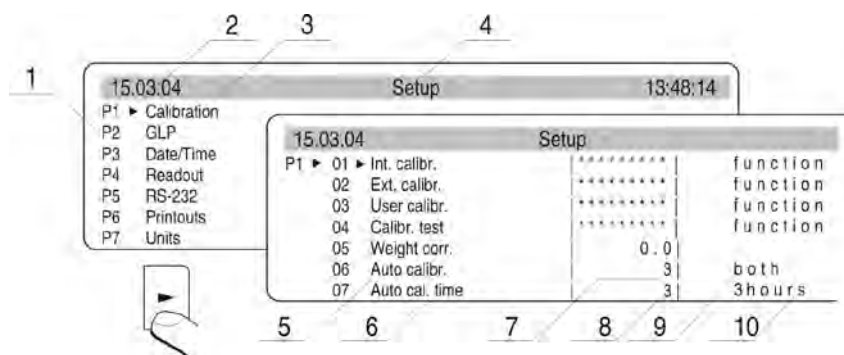 2 3 4
1
15.03.04 Setup 13:48:14
P1 ► Calibration
P2 GLP
P3 Date/Time
P4 Readout
P5 RS-232
P6 Printouts
P7 Units
15.03.04 Setup
P1 ► 01 ► Int. calibr. |*********| function
02 Ext. calibr. |*********| function
03 User calibr. |*********| function
04 Calibr. test |*********| function
05 Weight corr. | 0.0|
06 Auto calibr. | 3| both
07 Auto cal. time | 3| 3hours
►
5 6 7 8 9 10